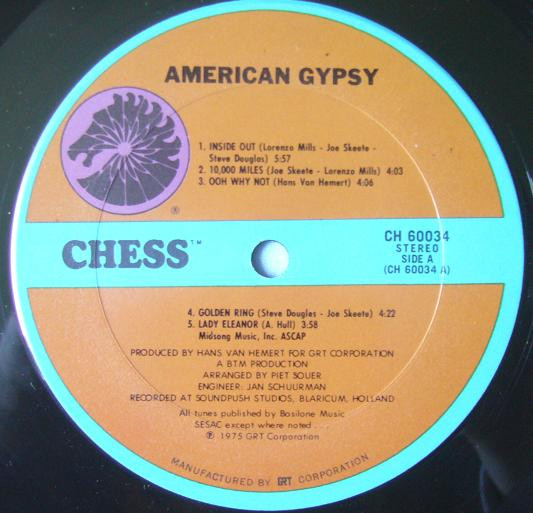 AMERICAN GYPSY
1. INSIDE OUT (Lorenzo Mills - Joe Skeete -
Steve Douglas) 5:57
2. 10,000 MILES (Joe Skeete - Lorenzo Mills) 4:03
3. OOH WHY NOT (Hans Van Hemert) 4:06
®
CHESS™
CH 60034
STEREO
SIDE A
(CH 60034 A)
4. GOLDEN RING (Steve Douglas - Joe Skeete) 4:22
5. LADY ELEANOR (A. Hull) 3:58
Midsong Music, Inc. ASCAP
PRODUCED BY HANS VAN HEMERT FOR GRT CORPORATION
A BTM PRODUCTION
ARRANGED BY PIET SOUER
ENGINEER: JAN SCHUURMAN
RECORDED AT SOUNDPUSH STUDIOS, BLARICUM, HOLLAND
All tunes published by Basilone Music
SESAC except where noted . .
℗ 1975 GRT Corporation
MANUFACTURED BY GRT CORPORATION